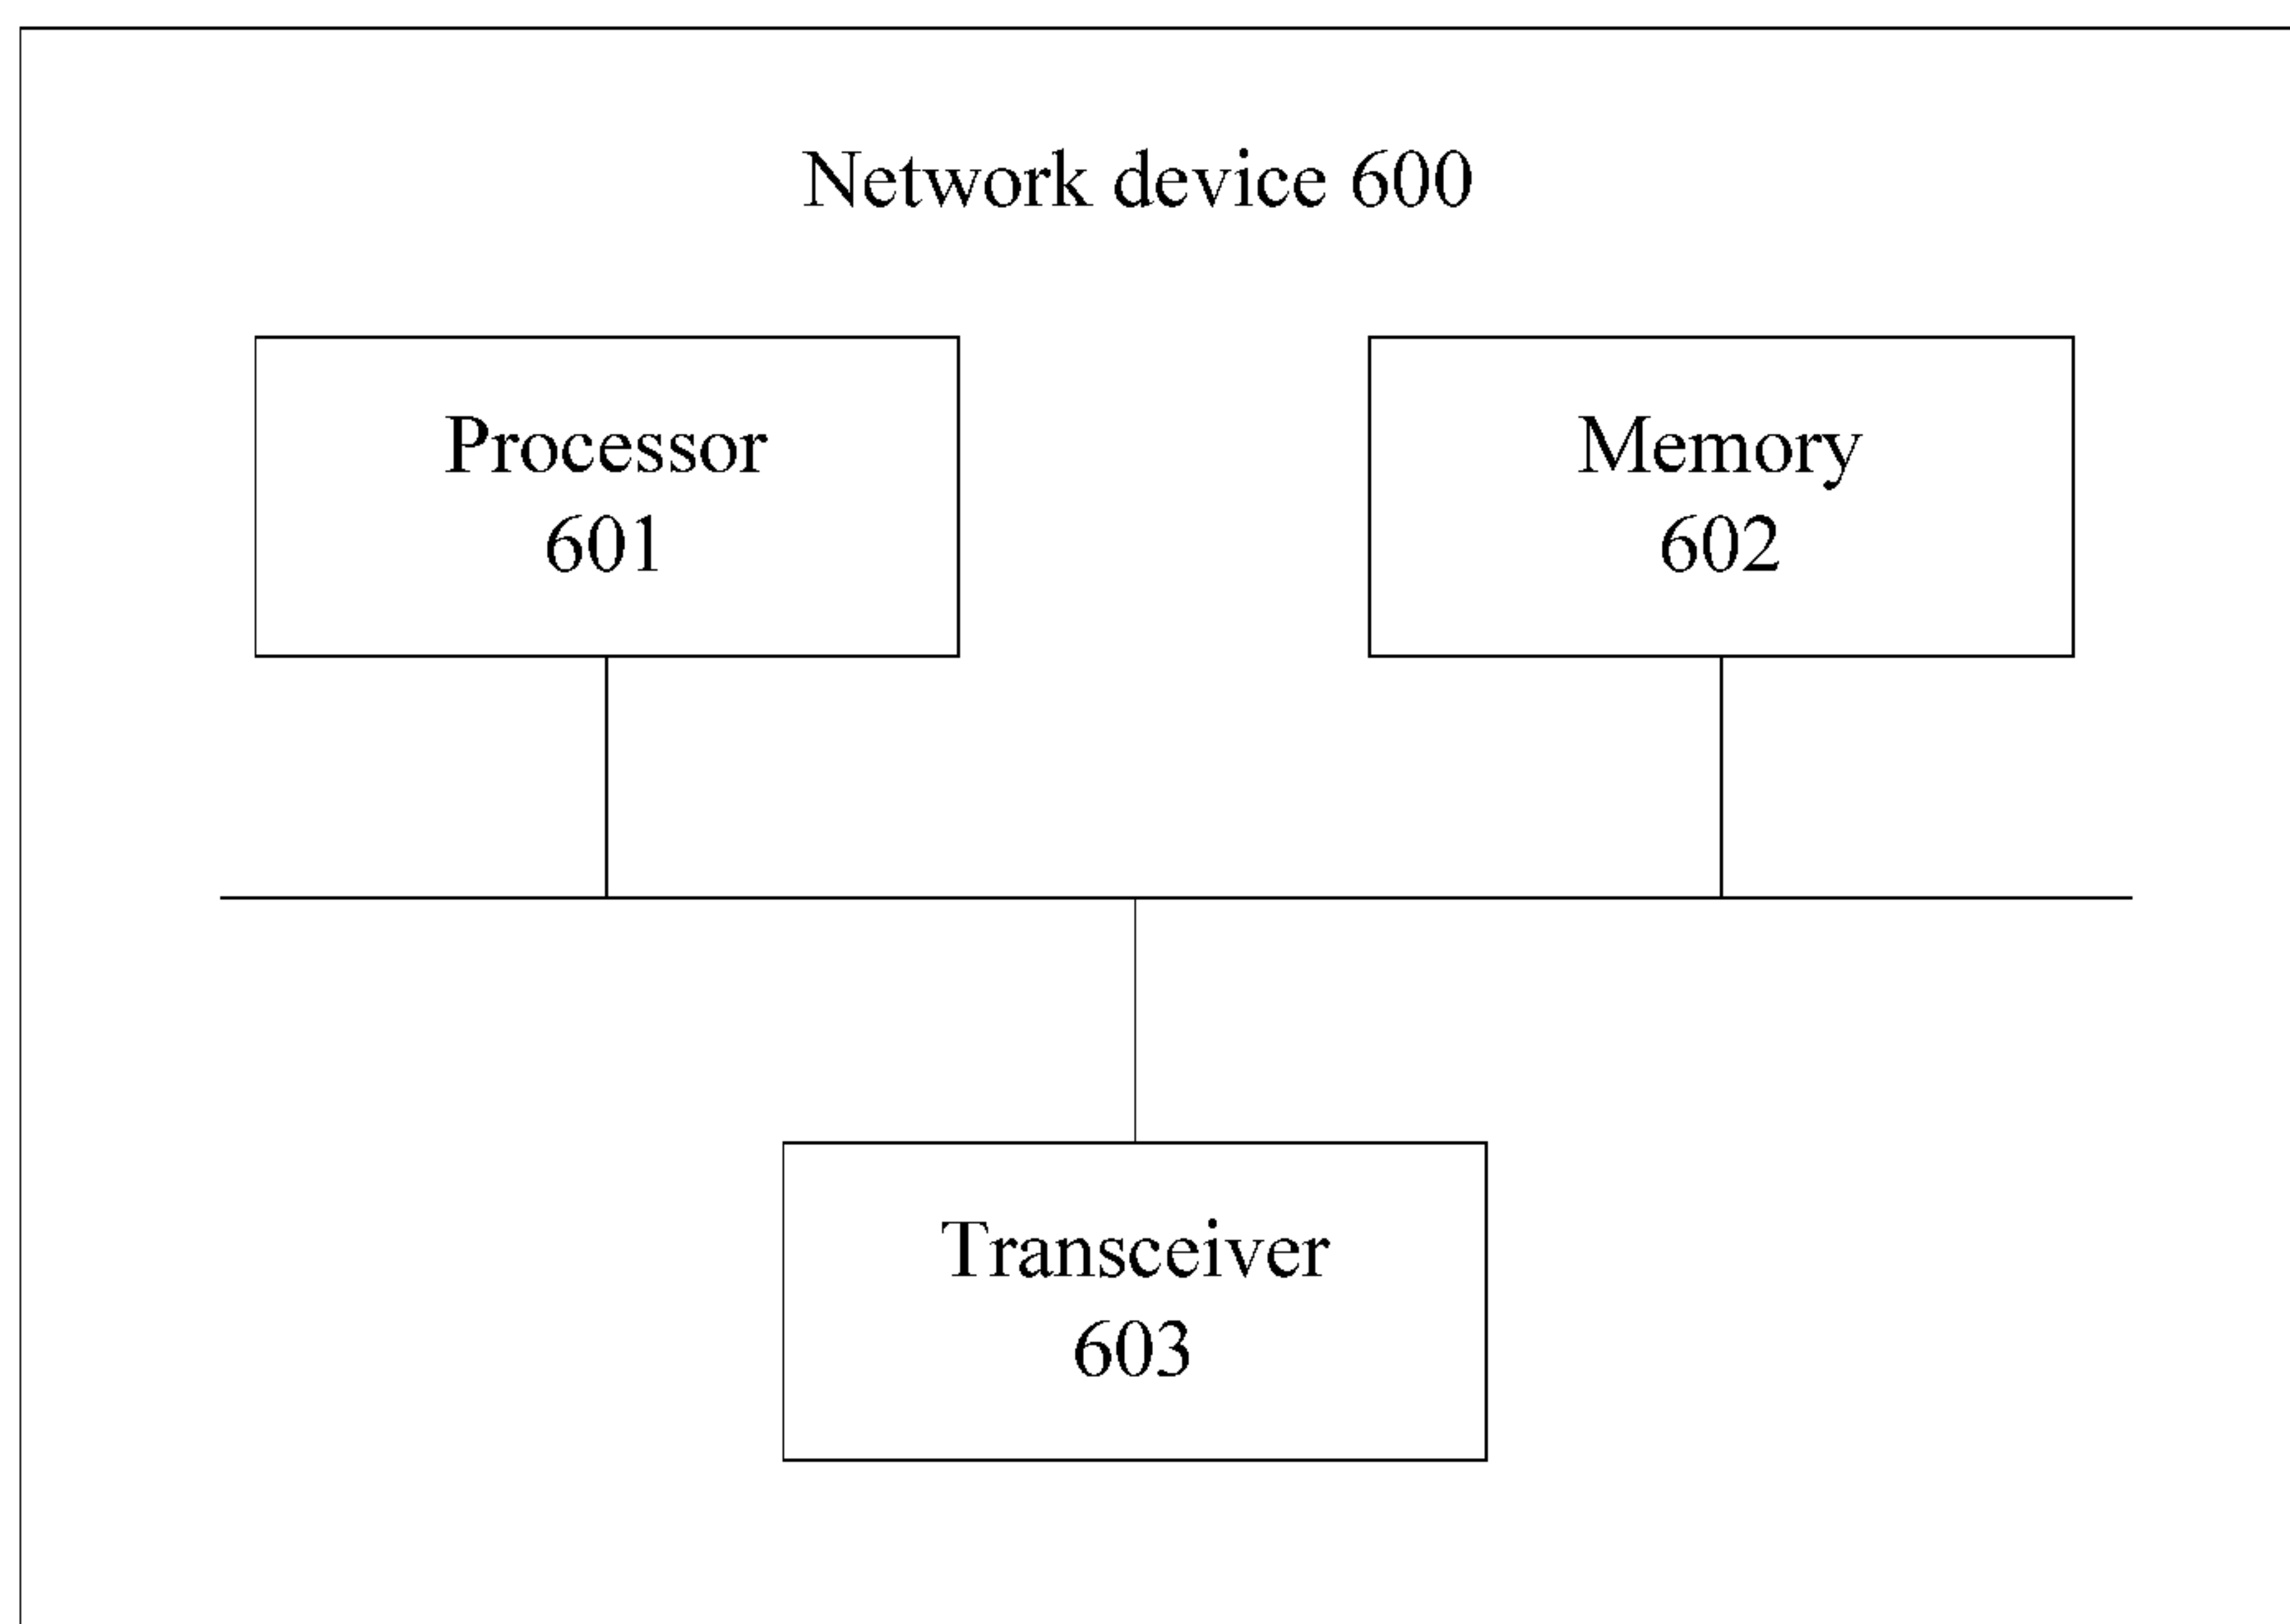 Network device 600
Processor
601
Memory
602
Transceiver
603